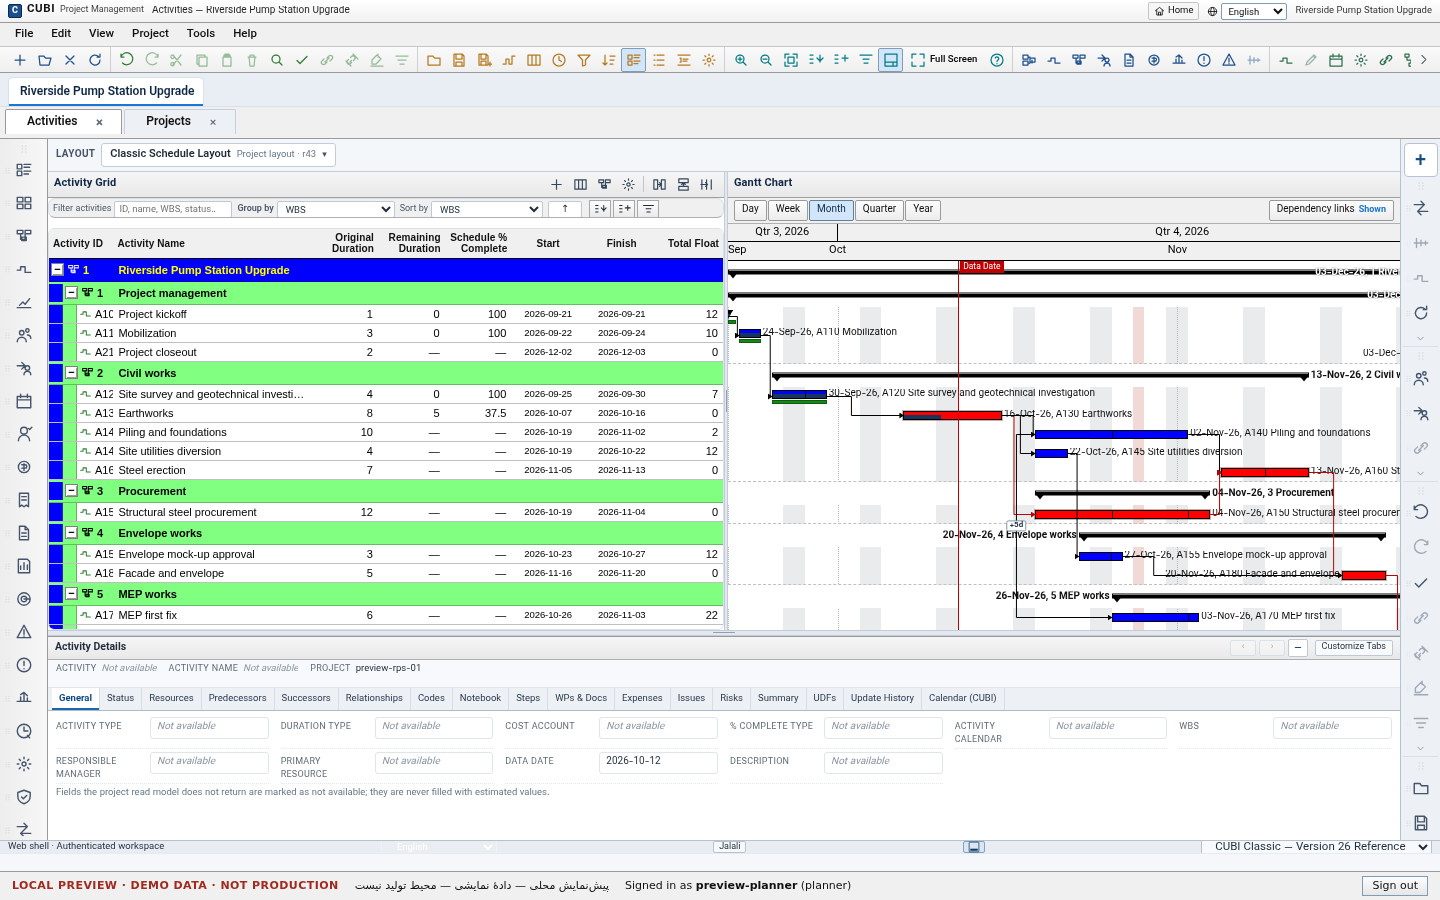 CUBI Project Management Activities — Riverside Pump Station Upgrade Home English Riverside Pump Station Upgrade
File Edit View Project Tools Help
Full Screen
Riverside Pump Station Upgrade
Activities × Projects ×
LAYOUT Classic Schedule Layout Project layout · r43
Activity Grid
Filter activities ID, name, WBS, status.. Group by WBS Sort by WBS
Activity ID Activity Name Original Duration Remaining Duration Schedule % Complete Start Finish Total Float
1 Riverside Pump Station Upgrade
1 Project management
A10 Project kickoff 1 0 100 2026-09-21 2026-09-21 12
A11 Mobilization 3 0 100 2026-09-22 2026-09-24 10
A21 Project closeout 2 — — 2026-12-02 2026-12-03 0
2 Civil works
A12 Site survey and geotechnical investi... 4 0 100 2026-09-25 2026-09-30 7
A13 Earthworks 8 5 37.5 2026-10-07 2026-10-16 0
A14 Piling and foundations 10 — — 2026-10-19 2026-11-02 2
A14 Site utilities diversion 4 — — 2026-10-19 2026-10-22 12
A16 Steel erection 7 — — 2026-11-05 2026-11-13 0
3 Procurement
A15 Structural steel procurement 12 — — 2026-10-19 2026-11-04 0
4 Envelope works
A15 Envelope mock-up approval 3 — — 2026-10-23 2026-10-27 12
A18 Facade and envelope 5 — — 2026-11-16 2026-11-20 0
5 MEP works
A17 MEP first fix 6 — — 2026-10-26 2026-11-03 22
Gantt Chart
Day Week Month Quarter Year Dependency links Shown
Qtr 3, 2026 Qtr 4, 2026
Sep Oct Nov
Data Date
03-Dec-26, 1 River
03-Dec
24-Sep-26, A110 Mobilization
03-Dec-
13-Nov-26, 2 Civil w
30-Sep-26, A120 Site survey and geotechnical investigation
16-Oct-26, A130 Earthworks
02-Nov-26, A140 Piling and foundations
22-Oct-26, A145 Site utilities diversion
13-Nov-26, A160 St
04-Nov-26, 3 Procurement
04-Nov-26, A150 Structural steel procurer
+5d
20-Nov-26, 4 Envelope works
27-Oct-26, A155 Envelope mock-up approval
20-Nov-26, A180 Facade and envelope
26-Nov-26, 5 MEP works
03-Nov-26, A170 MEP first fix
Activity Details Customize Tabs
ACTIVITY Not available ACTIVITY NAME Not available PROJECT preview-rps-01
General Status Resources Predecessors Successors Relationships Codes Notebook Steps WPs & Docs Expenses Issues Risks Summary UDFs Update History Calendar (CUBI)
ACTIVITY TYPE Not available DURATION TYPE Not available COST ACCOUNT Not available % COMPLETE TYPE Not available ACTIVITY CALENDAR Not available WBS Not available
RESPONSIBLE MANAGER Not available PRIMARY RESOURCE Not available DATA DATE 2026-10-12 DESCRIPTION Not available
Fields the project read model does not return are marked as not available; they are never filled with estimated values.
Web shell · Authenticated workspace English Jalali CUBI Classic — Version 26 Reference
LOCAL PREVIEW · DEMO DATA · NOT PRODUCTION پیش‌نمایش محلی — دادهٔ نمایشی — محیط تولید نیست Signed in as preview-planner (planner) Sign out